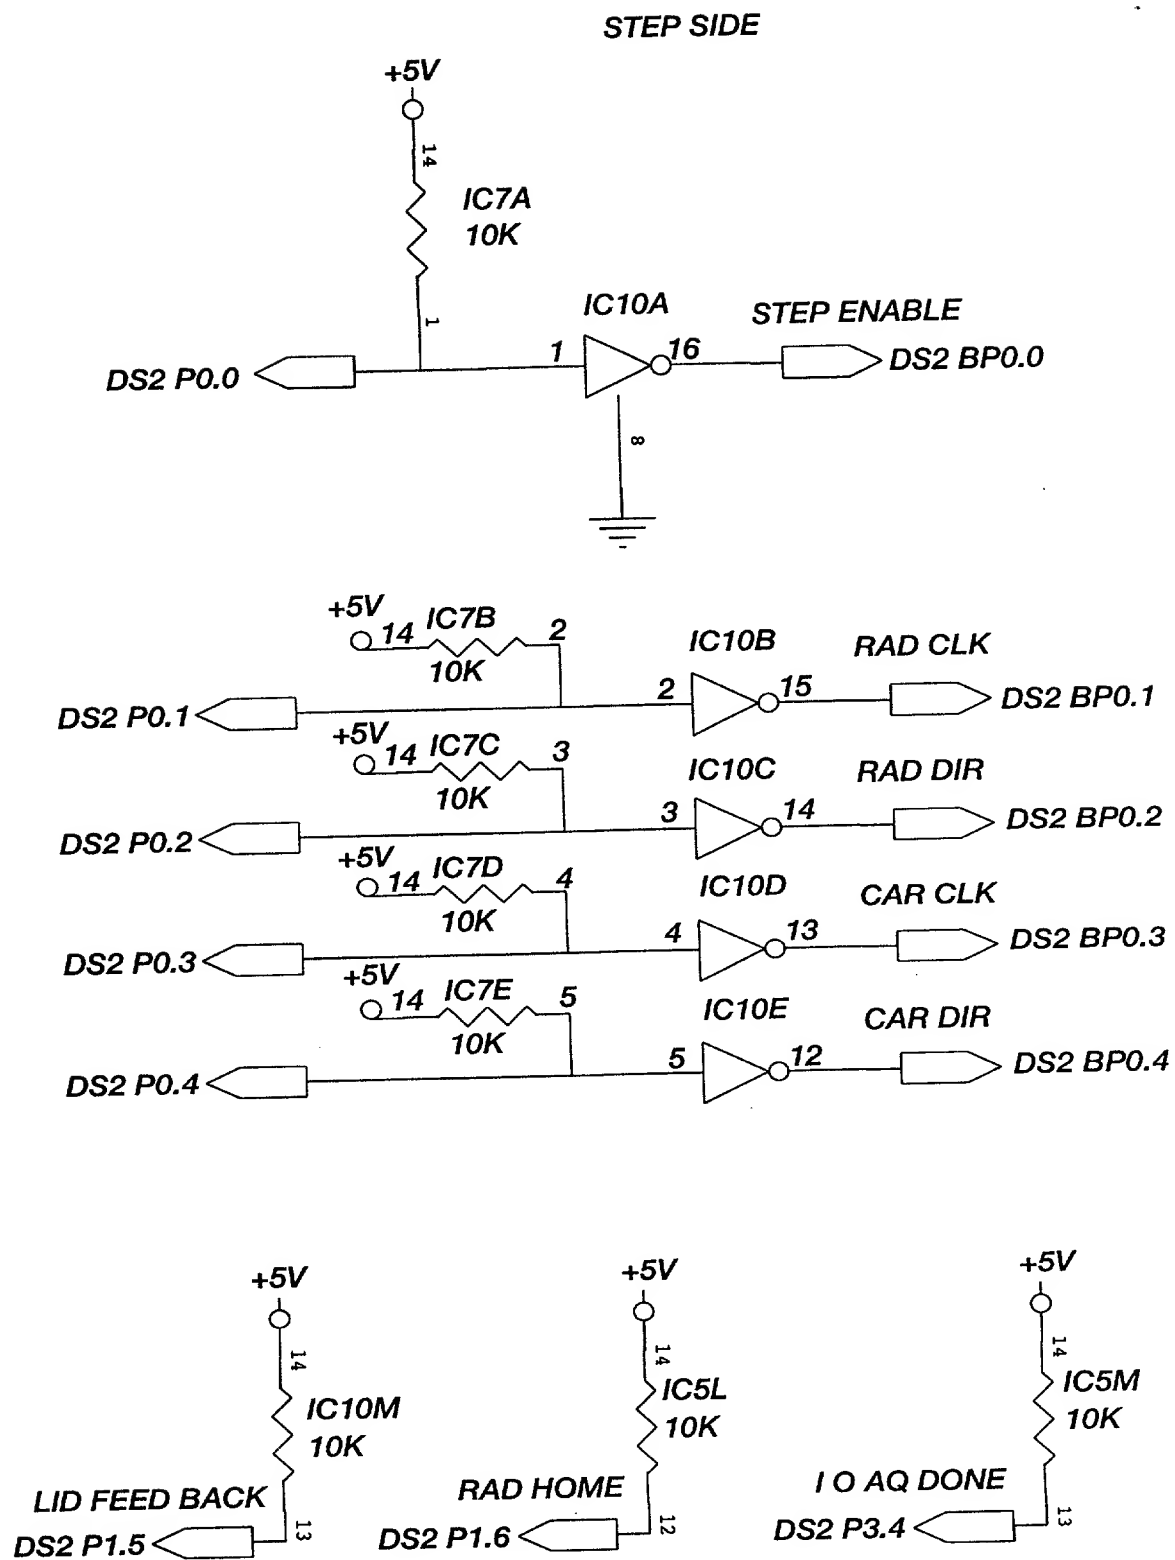 STEP SIDE
+5V
14
IC7A
10K
1
IC10A
STEP ENABLE
DS2 P0.0
1
16
DS2 BP0.0
8
+5V
14
IC7B
2
10K
IC10B
RAD CLK
DS2 P0.1
2
15
DS2 BP0.1
+5V
14
IC7C
3
10K
IC10C
RAD DIR
DS2 P0.2
3
14
DS2 BP0.2
+5V
14
IC7D
4
10K
IC10D
CAR CLK
DS2 P0.3
4
13
DS2 BP0.3
+5V
14
IC7E
5
10K
IC10E
CAR DIR
DS2 P0.4
5
12
DS2 BP0.4
+5V
14
IC10M
10K
LID FEED BACK
DS2 P1.5
13
+5V
14
IC5L
10K
RAD HOME
DS2 P1.6
12
+5V
14
IC5M
10K
I O AQ DONE
DS2 P3.4
13